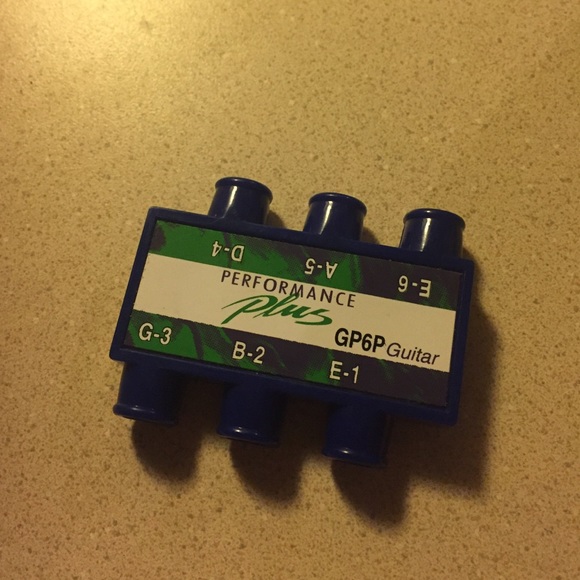 D-4 A-5 E-6
PERFORMANCE
plus
GP6P Guitar
G-3 B-2 E-1